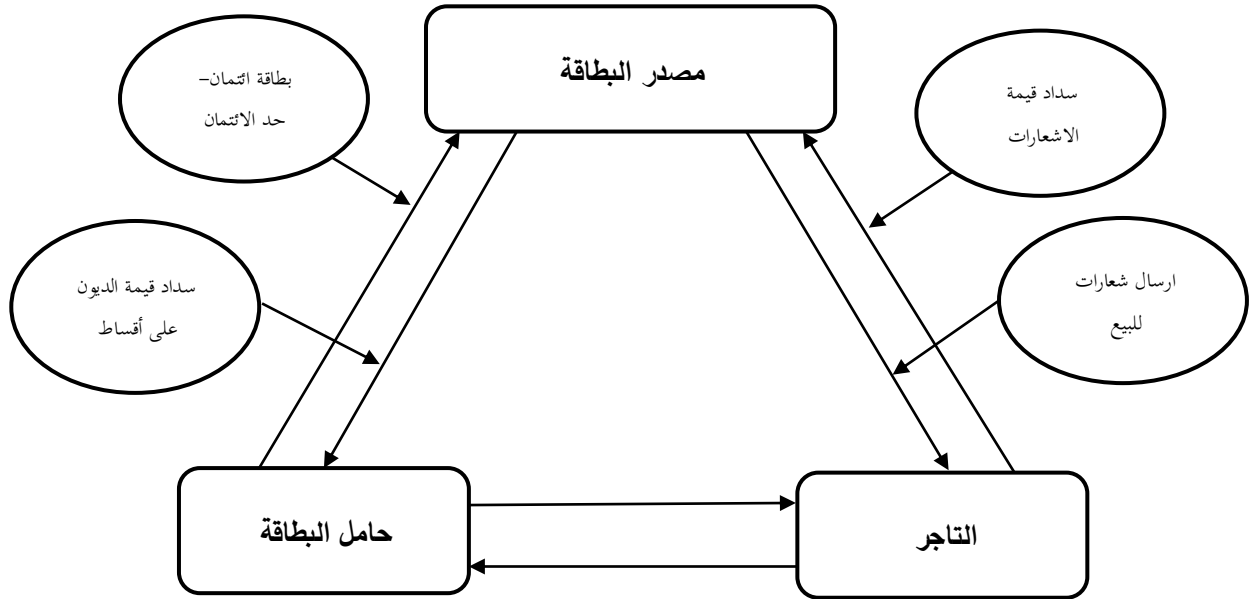 مصدر البطاقة
بطاقة ائتمان–
حد الائتمان
سداد قيمة
الاشعارات
سداد قيمة الديون
على أقساط
ارسال شعارات
للبيع
حامل البطاقة
التاجر